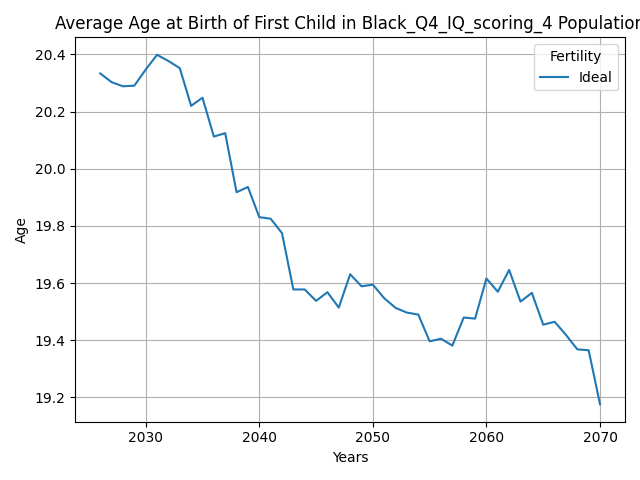 Average Age at Birth of First Child in Black_Q4_IQ_scoring_4 Population
Fertility
Ideal
20.4
20.2
20.0
19.8
19.6
19.4
19.2
Age
2030 2040 2050 2060 2070
Years